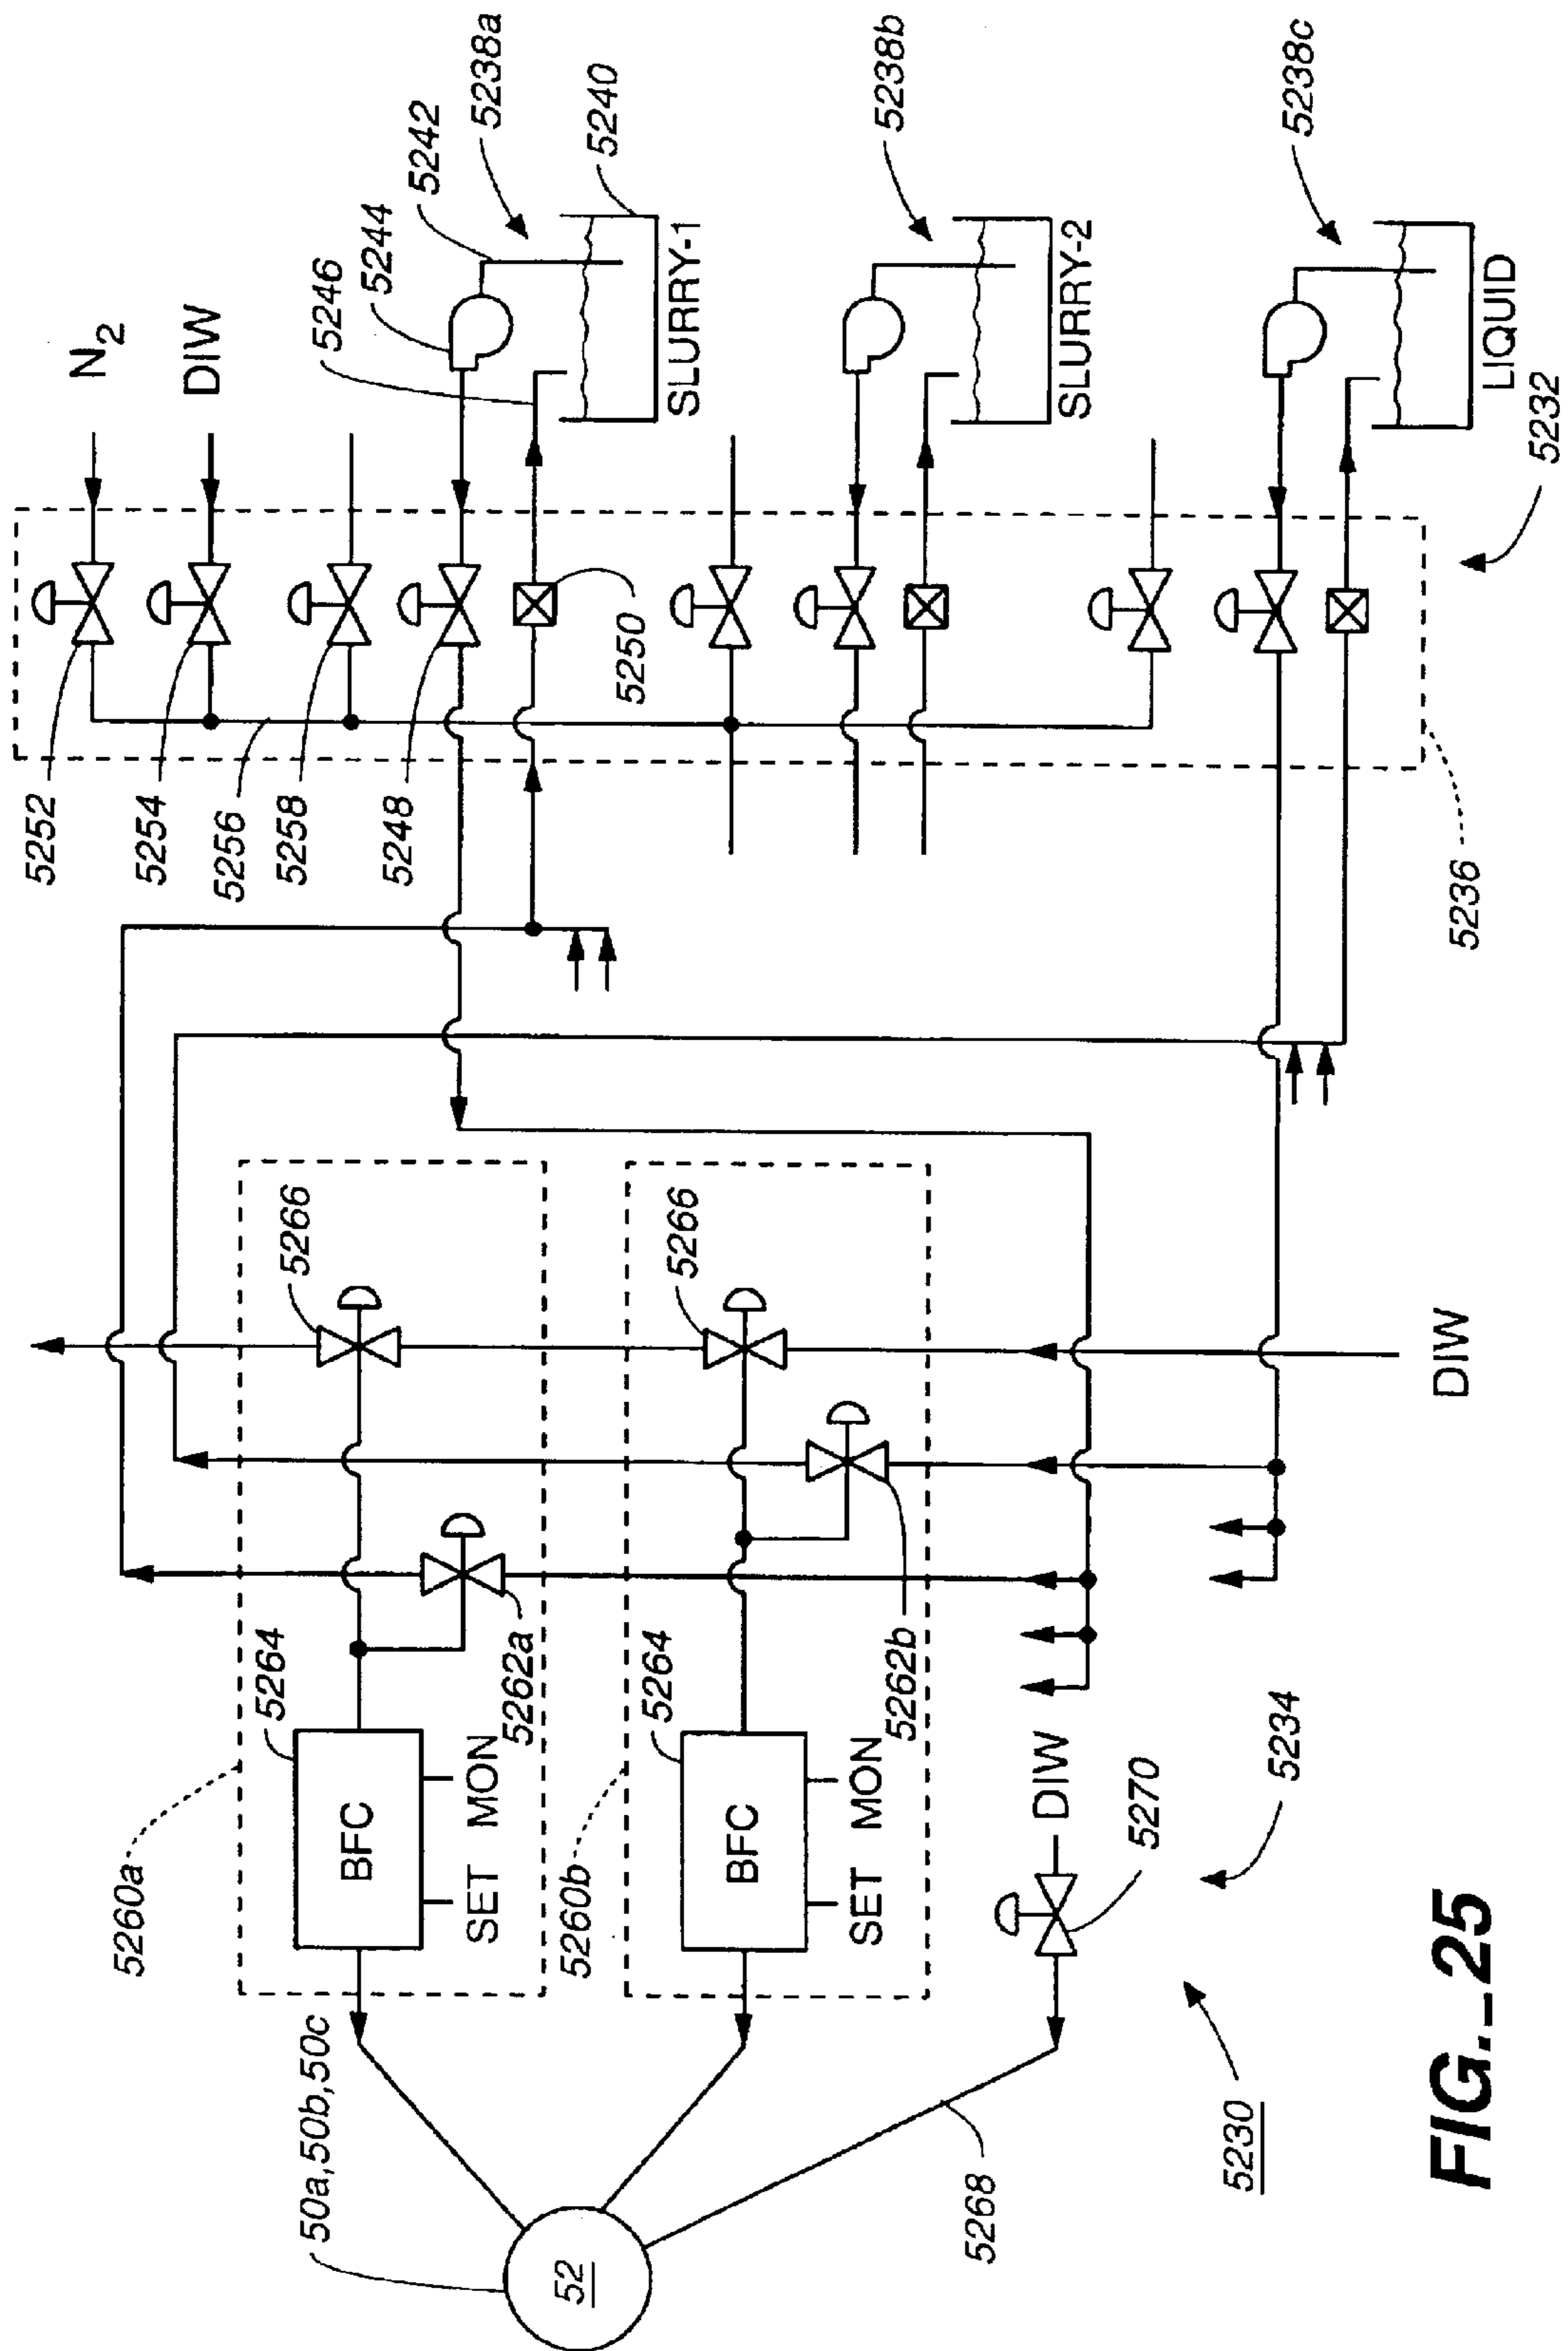 50a,50b,50c
52
5260a
BFC
5264
SET MON
5262a
5266
5260b
BFC
5264
SET MON
5262b
5266
5268
DIW
5270
5234
5230
DIW
5252
5254
5256
5258
5248
5250
5236
5232
N2
DIW
5246
5244
5242
5238a
5240
SLURRY-1
5238b
SLURRY-2
5238c
LIQUID
FIG._25